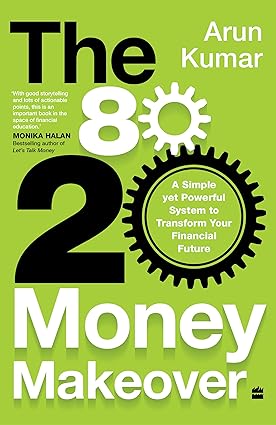 The
Arun
Kumar
'With good storytelling
and lots of actionable
points, this is an
important book in the
space of financial
education.'
MONIKA HALAN
Bestselling author of
Let's Talk Money
80
20
A Simple
yet Powerful
System to
Transform Your
Financial
Future
Money
Makeover